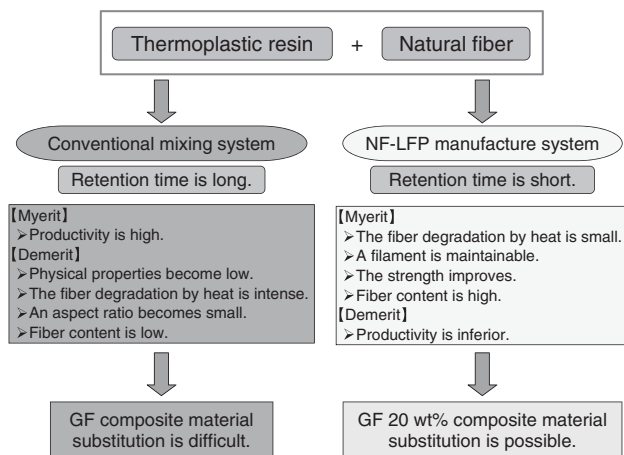 Thermoplastic resin + Natural fiber
Conventional mixing system
Retention time is long.
【Myerit】
➢Productivity is high.
【Demerit】
➢Physical properties become low.
➢The fiber degradation by heat is intense.
➢An aspect ratio becomes small.
➢Fiber content is low.
GF composite material
substitution is difficult.
NF-LFP manufacture system
Retention time is short.
【Myerit】
➢The fiber degradation by heat is small.
➢A filament is maintainable.
➢The strength improves.
➢Fiber content is high.
【Demerit】
➢Productivity is inferior.
GF 20 wt% composite material
substitution is possible.